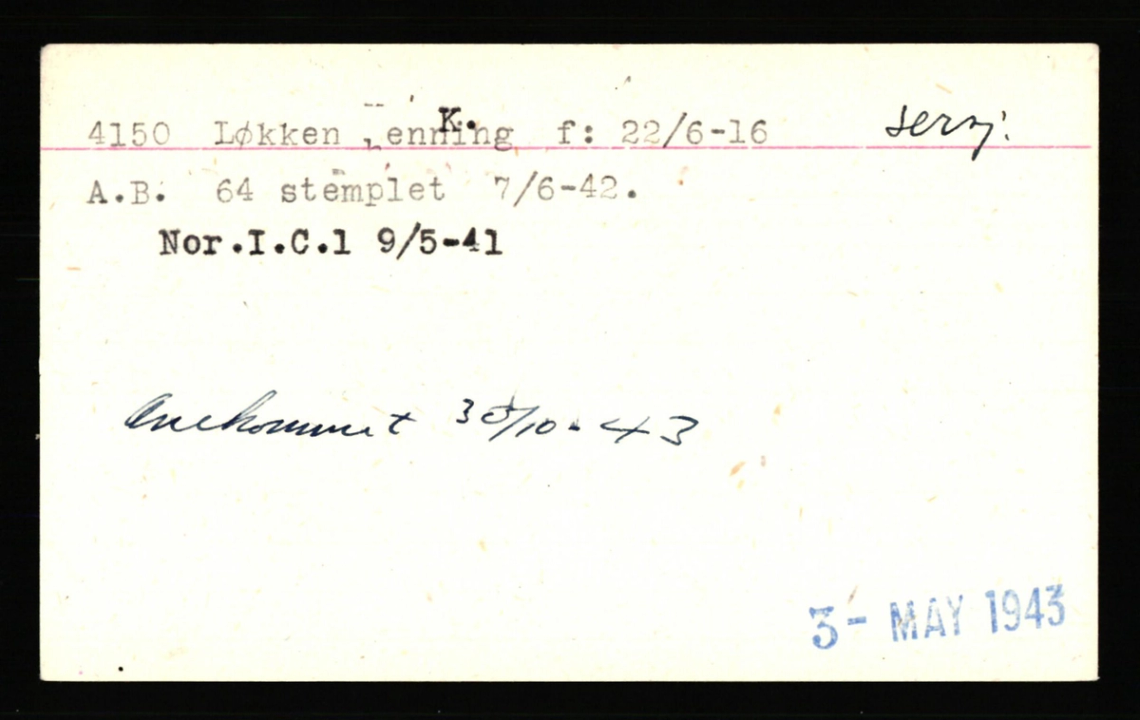 4150 Løkken , enning K. f: 22/6-16 serzj:
A.B. 64 stemplet 7/6-42.
Nor.I.C.1 9/5-41
30/10-43
3- MAY 1943